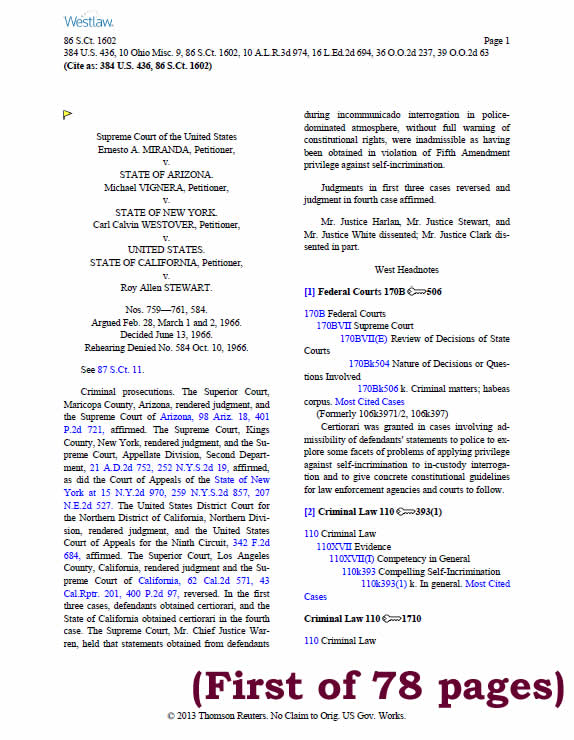 Westlaw.
86 S.Ct. 1602
Page 1
384 U.S. 436, 10 Ohio Misc. 9, 86 S.Ct. 1602, 10 A.L.R.3d 974, 16 L.Ed.2d 694, 36 O.O.2d 237, 39 O.O.2d 63
(Cite as: 384 U.S. 436, 86 S.Ct. 1602)
Supreme Court of the United States
Ernesto A. MIRANDA, Petitioner,
v.
STATE OF ARIZONA.
Michael VIGNERA, Petitioner,
v.
STATE OF NEW YORK.
Carl Calvin WESTOVER, Petitioner,
v.
UNITED STATES.
STATE OF CALIFORNIA, Petitioner,
v.
Roy Allen STEWART.
Nos. 759—761, 584.
Argued Feb. 28, March 1 and 2, 1966.
Decided June 13, 1966.
Rehearing Denied No. 584 Oct. 10, 1966.
See 87 S.Ct. 11.
Criminal prosecutions. The Superior Court,
Maricopa County, Arizona, rendered judgment, and
the Supreme Court of Arizona, 98 Ariz. 18, 401
P.2d 721, affirmed. The Supreme Court, Kings
County, New York, rendered judgment, and the Su-
preme Court, Appellate Division, Second Depart-
ment, 21 A.D.2d 752, 252 N.Y.S.2d 19, affirmed,
as did the Court of Appeals of the State of New
York at 15 N.Y.2d 970, 259 N.Y.S.2d 857, 207
N.E.2d 527. The United States District Court for
the Northern District of California, Northern Divi-
sion, rendered judgment, and the United States
Court of Appeals for the Ninth Circuit, 342 F.2d
684, affirmed. The Superior Court, Los Angeles
County, California, rendered judgment and the Su-
preme Court of California, 62 Cal.2d 571, 43
Cal.Rptr. 201, 400 P.2d 97, reversed. In the first
three cases, defendants obtained certiorari, and the
State of California obtained certiorari in the fourth
case. The Supreme Court, Mr. Chief Justice War-
ren, held that statements obtained from defendants
during incommunicado interrogation in police-
dominated atmosphere, without full warning of
constitutional rights, were inadmissible as having
been obtained in violation of Fifth Amendment
privilege against self-incrimination.
Judgments in first three cases reversed and
judgment in fourth case affirmed.
Mr. Justice Harlan, Mr. Justice Stewart, and
Mr. Justice White dissented; Mr. Justice Clark dis-
sented in part.
West Headnotes
[1] Federal Courts 170B 506
170B Federal Courts
170BVII Supreme Court
170BVII(E) Review of Decisions of State
Courts
170Bk504 Nature of Decisions or Ques-
tions Involved
170Bk506 k. Criminal matters; habeas
corpus. Most Cited Cases
(Formerly 106k3971/2, 106k397)
Certiorari was granted in cases involving ad-
missibility of defendants' statements to police to ex-
plore some facets of problems of applying privilege
against self-incrimination to in-custody interroga-
tion and to give concrete constitutional guidelines
for law enforcement agencies and courts to follow.
[2] Criminal Law 110 393(1)
110 Criminal Law
110XVII Evidence
110XVII(I) Competency in General
110k393 Compelling Self-Incrimination
110k393(1) k. In general. Most Cited
Cases
Criminal Law 110 1710
110 Criminal Law
(First of 78 pages)
© 2013 Thomson Reuters. No Claim to Orig. US Gov. Works.